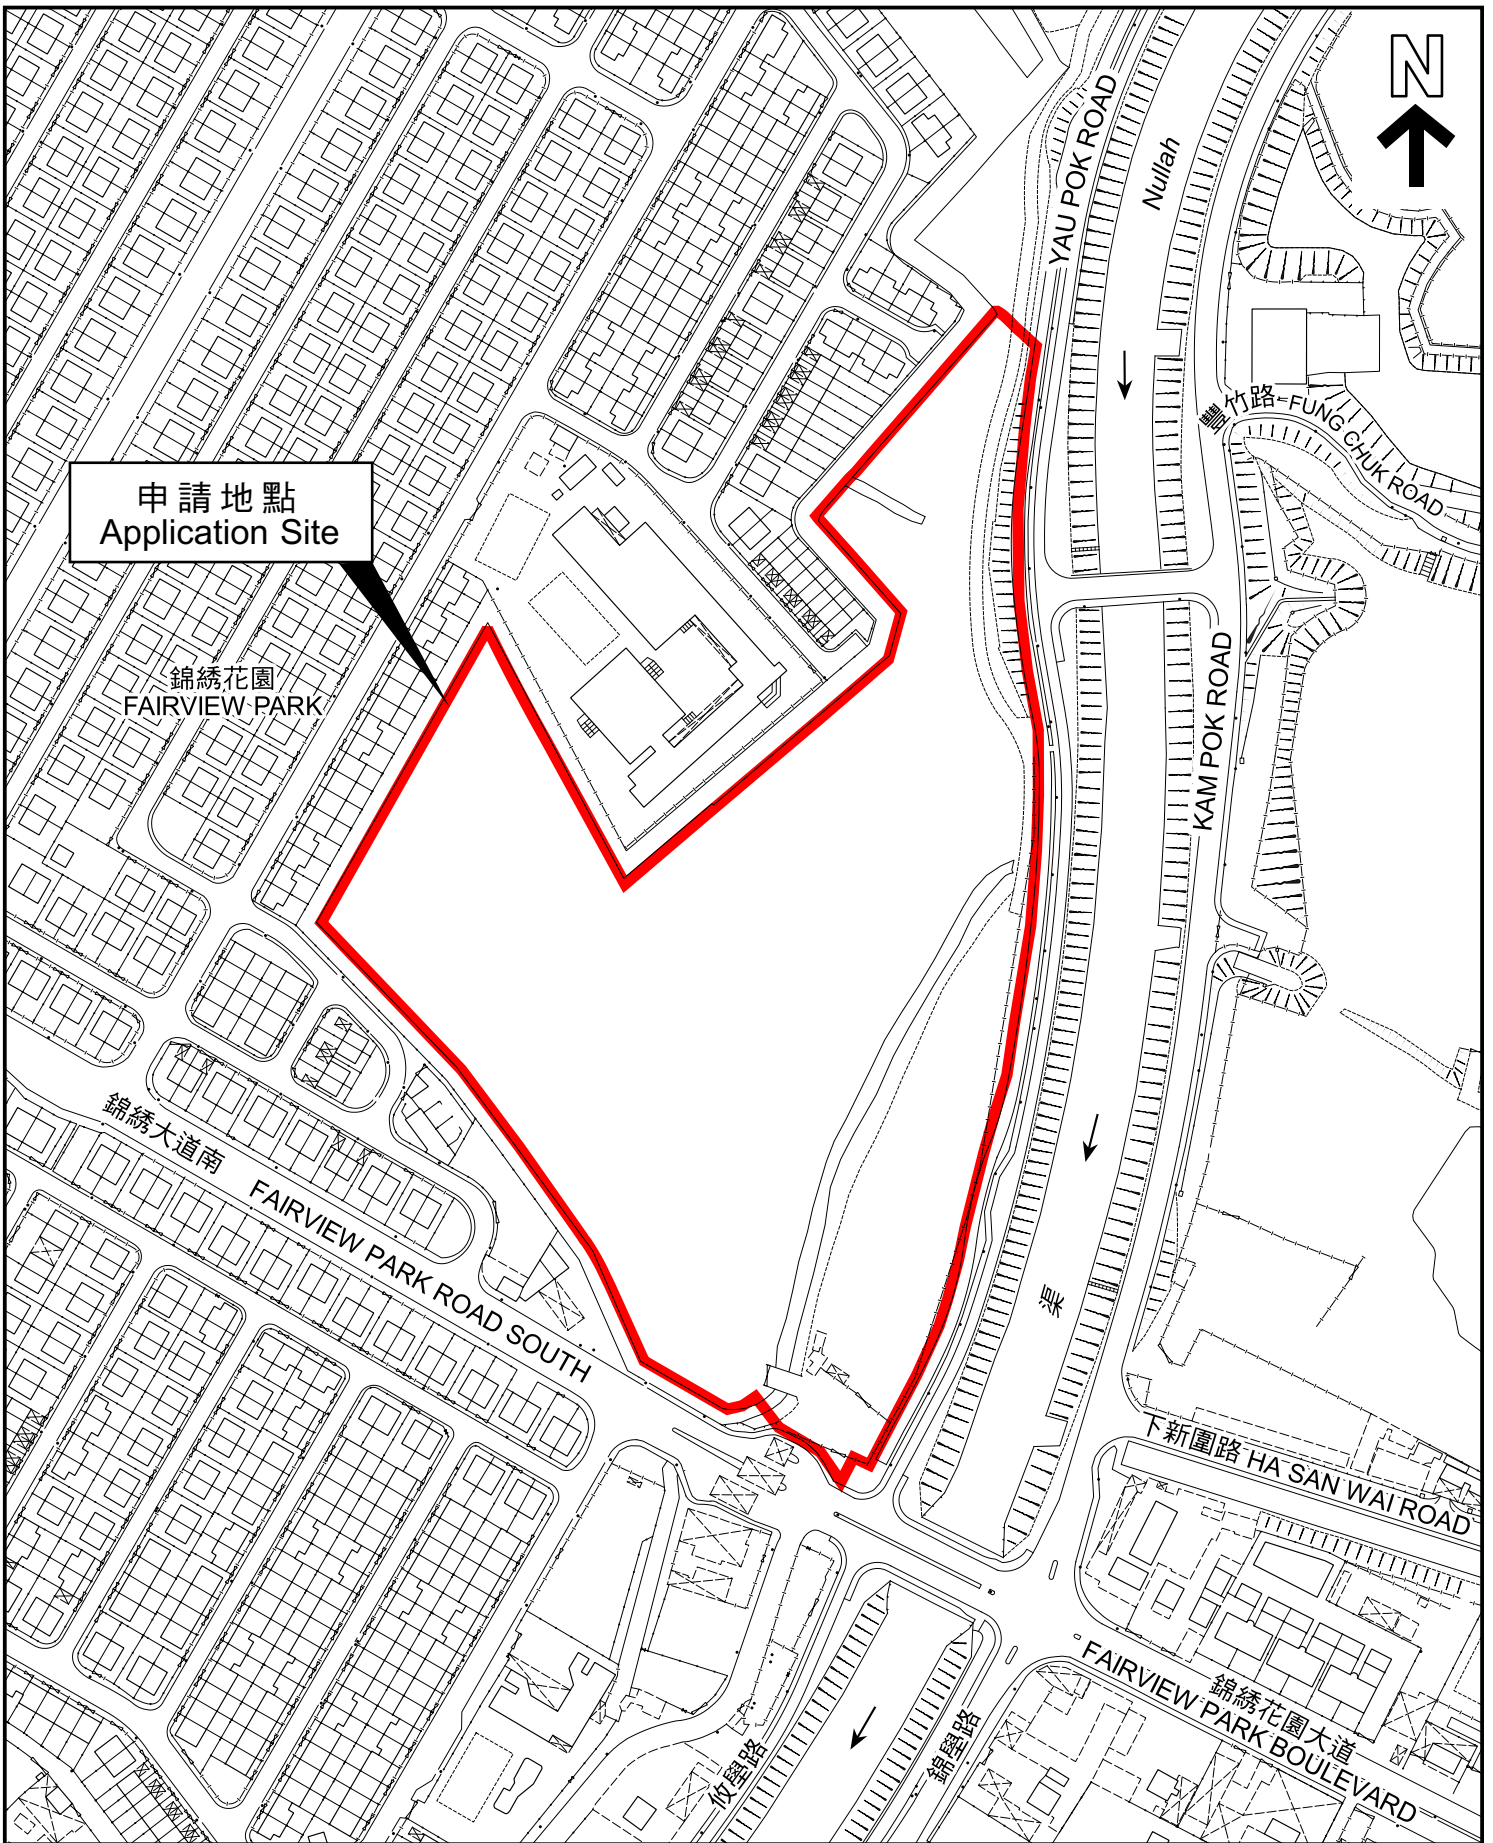 N
YAU POK ROAD
Nullah
豐竹路 FUNG CHUK ROAD
申請地點
Application Site
錦綉花園
FAIRVIEW PARK
KAM POK ROAD
錦綉大道南 FAIRVIEW PARK ROAD SOUTH
渠
下新圍路 HA SAN WAI ROAD
錦綉花園大道
FAIRVIEW PARK BOULEVARD
攸壆路
錦壆路